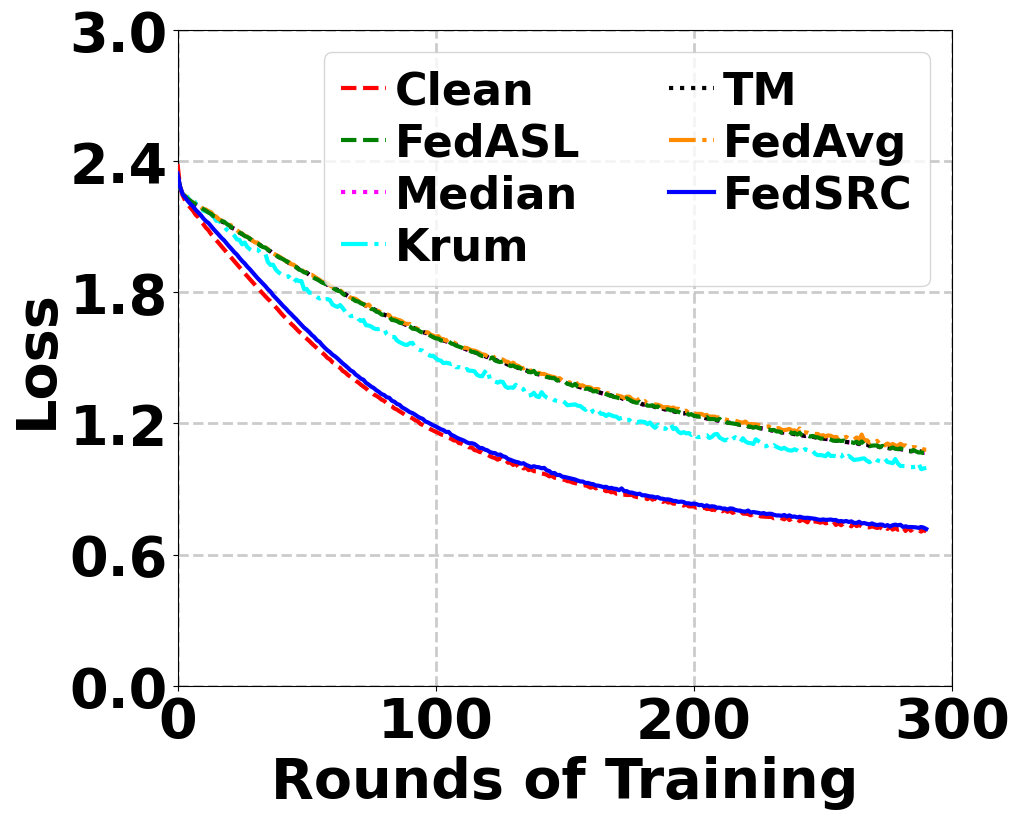 3.0
2.4
1.8
1.2
0.6
0.0
Loss
Clean
FedASL
Median
Krum
TM
FedAvg
FedSRC
0 100 200 300
Rounds of Training